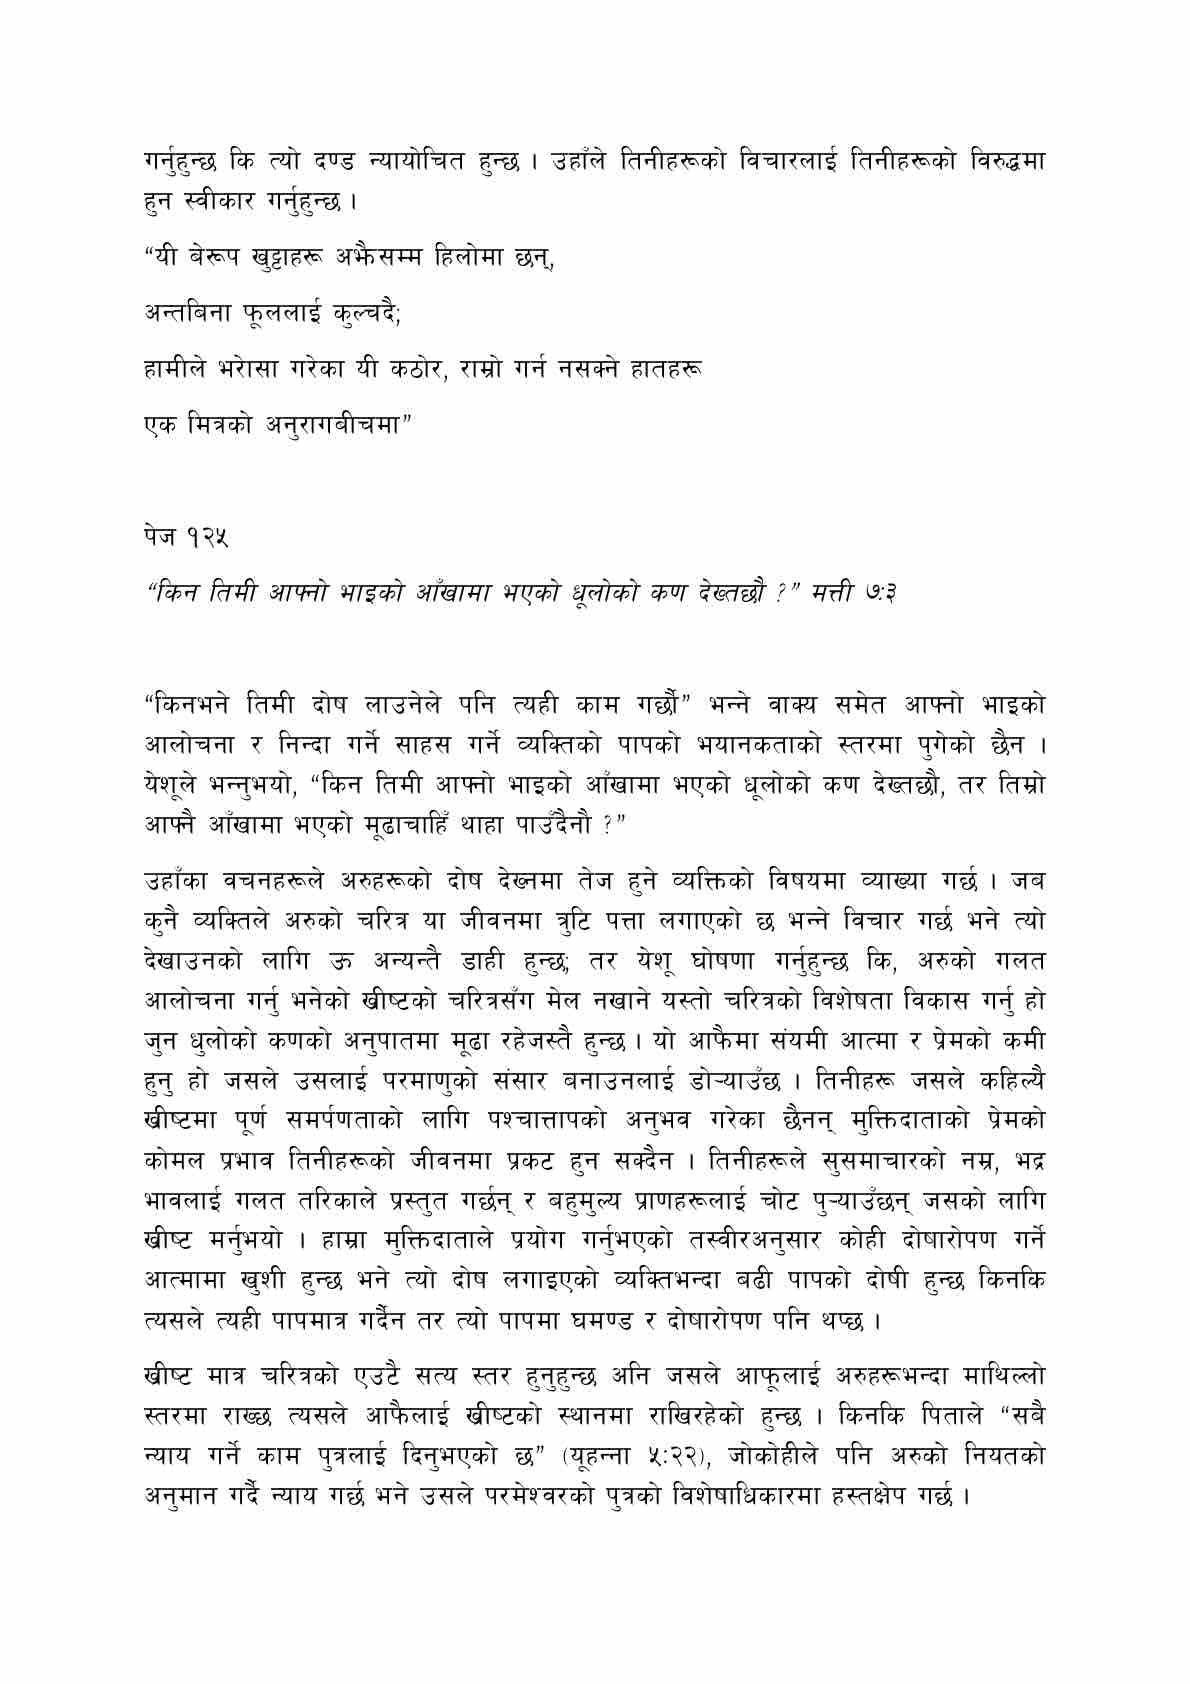 गर्नुहुन्छ कि त्यो दण्ड न्यायोचित हुन्छ । उहाँले तिनीहरूको विचारलाई तिनीहरूको विरुद्धमा
हुन स्वीकार गर्नुहुन्छ ।
“यी बेरूप खुट्टाहरू अझैसम्म हिलोमा छन्,
अन्तबिना फूललाई कुल्चदै;
हामीले भरोसा गरेका यी कठोर, राम्रो गर्न नसक्ने हातहरू
एक मित्रको अनुरागबीचमा”
पेज १२५
“किन तिमी आफ्नो भाइको आँखामा भएको धूलोको कण देख्तछौ ?” मत्ती ७:३
“किनभने तिमी दोष लाउनेले पनि त्यही काम गर्छौं” भन्ने वाक्य समेत आफ्नो भाइको
आलोचना र निन्दा गर्ने साहस गर्ने व्यक्तिको पापको भयानकताको स्तरमा पुगेको छैन ।
येशूले भन्नुभयो, “किन तिमी आफ्नो भाइको आँखामा भएको धूलोको कण देख्तछौ, तर तिम्रो
आफ्नै आँखामा भएको मूढाचाहिँ थाहा पाउँदैनौ ?”
उहाँका वचनहरूले अरुहरूको दोष देख्नमा तेज हुने व्यक्तिको विषयमा व्याख्या गर्छ । जब
कुनै व्यक्तिले अरुको चरित्र या जीवनमा त्रुटि पत्ता लगाएको छ भन्ने विचार गर्छ भने त्यो
देखाउनको लागि ऊ अन्यन्तै डाही हुन्छ; तर येशू घोषणा गर्नुहुन्छ कि, अरुको गलत
आलोचना गर्नु भनेको ख्रीष्टको चरित्रसँग मेल नखाने यस्तो चरित्रको विशेषता विकास गर्नु हो
जुन धुलोको कणको अनुपातमा मूढा रहेजस्तै हुन्छ । यो आफैमा संयमी आत्मा र प्रेमको कमी
हुनु हो जसले उसलाई परमाणुको संसार बनाउनलाई डोर्‍याउँछ । तिनीहरू जसले कहिल्यै
ख्रीष्टमा पूर्ण समर्पणताको लागि पश्चात्तापको अनुभव गरेका छैनन् मुक्तिदाताको प्रेमको
कोमल प्रभाव तिनीहरूको जीवनमा प्रकट हुन सक्दैन । तिनीहरूले सुसमाचारको नम्र, भद्र
भावलाई गलत तरिकाले प्रस्तुत गर्छन् र बहुमुल्य प्राणहरूलाई चोट पुर्‍याउँछन् जसको लागि
ख्रीष्ट मर्नुभयो । हाम्रा मुक्तिदाताले प्रयोग गर्नुभएको तस्वीरअनुसार कोही दोषारोपण गर्ने
आत्मामा खुशी हुन्छ भने त्यो दोष लगाइएको व्यक्तिभन्दा बढी पापको दोषी हुन्छ किनकि
त्यसले त्यही पापमात्र गर्दैन तर त्यो पापमा घमण्ड र दोषारोपण पनि थप्छ ।
ख्रीष्ट मात्र चरित्रको एउटै सत्य स्तर हुनुहुन्छ अनि जसले आफूलाई अरुहरूभन्दा माथिल्लो
स्तरमा राख्छ त्यसले आफैलाई ख्रीष्टको स्थानमा राखिरहेको हुन्छ । किनकि पिताले “सबै
न्याय गर्ने काम पुत्रलाई दिनुभएको छ” (यूहन्ना ५:२२), जोकोहीले पनि अरुको नियतको
अनुमान गर्दै न्याय गर्छ भने उसले परमेश्वरको पुत्रको विशेषाधिकारमा हस्तक्षेप गर्छ ।